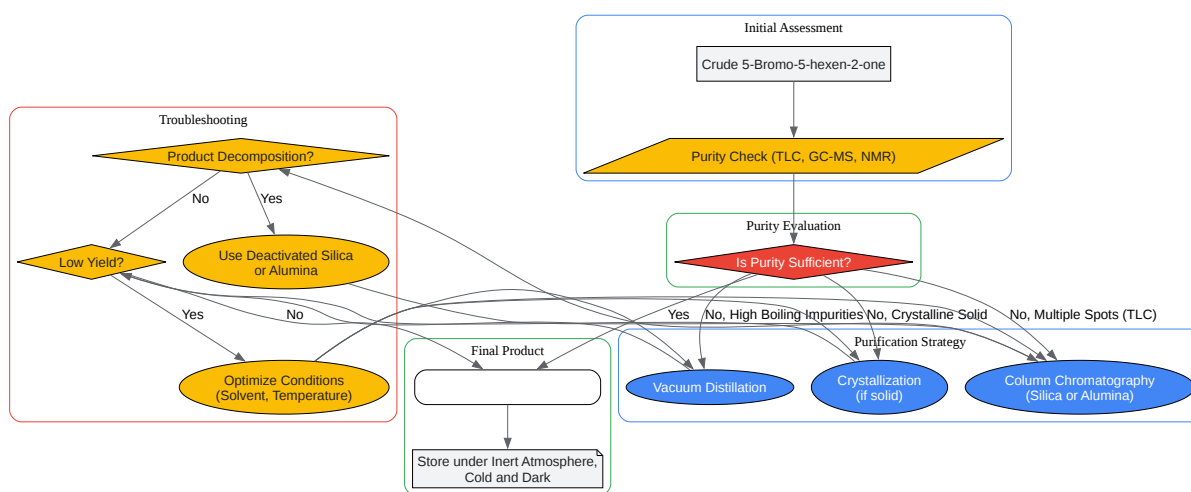 Initial Assessment
Crude 5-Bromo-5-hexen-2-one
Purity Check (TLC, GC-MS, NMR)
Troubleshooting
Product Decomposition?
No
Yes
Low Yield?
Use Deactivated Silica
or Alumina
Yes
No
Optimize Conditions
(Solvent, Temperature)
Purity Evaluation
Is Purity Sufficient?
Yes
No, High Boiling Impurities
No, Crystalline Solid
No, Multiple Spots (TLC)
Final Product
Store under Inert Atmosphere,
Cold and Dark
Purification Strategy
Vacuum Distillation
Crystallization
(if solid)
Column Chromatography
(Silica or Alumina)